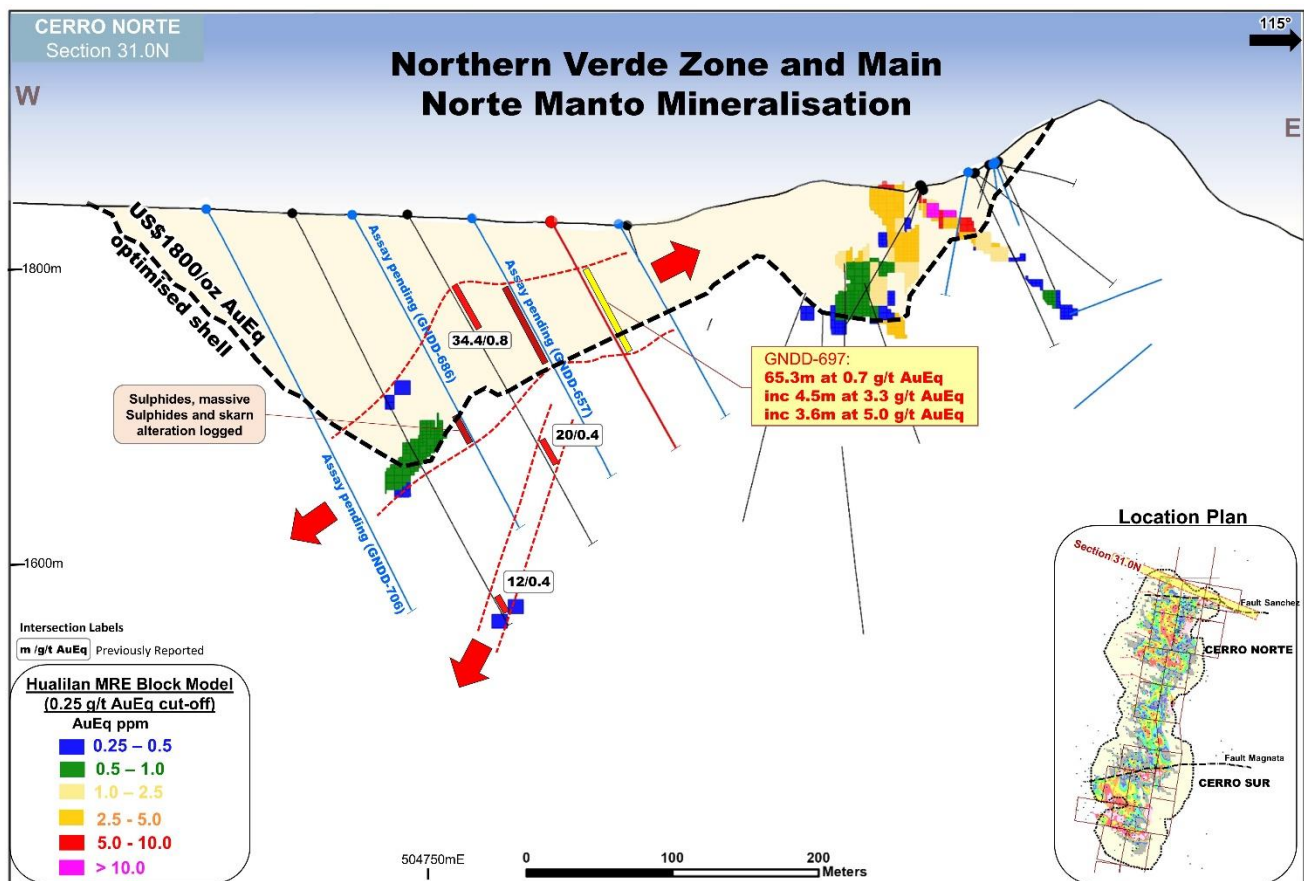 CERRO NORTE
Section 31.0N
115°
Northern Verde Zone and Main
Norte Manto Mineralisation
W
E
US$1800/oz AuEq
optimised shell
1800m
Assay pending (GNDD-686)
Assay pending (GNDD-657)
34.4/0.8
GNDD-697:
65.3m at 0.7 g/t AuEq
inc 4.5m at 3.3 g/t AuEq
inc 3.6m at 5.0 g/t AuEq
Sulphides, massive
Sulphides and skarn
alteration logged
20/0.4
Assay pending (GNDD-706)
1600m
12/0.4
Intersection Labels
m /g/t AuEq Previously Reported
Hualilan MRE Block Model
(0.25 g/t AuEq cut-off)
AuEq ppm
0.25 – 0.5
0.5 – 1.0
1.0 – 2.5
2.5 - 5.0
5.0 - 10.0
> 10.0
504750mE
0 100 200
Meters
Location Plan
Section 31.0N
Fault Sanchez
CERRO NORTE
Fault Magnata
CERRO SUR